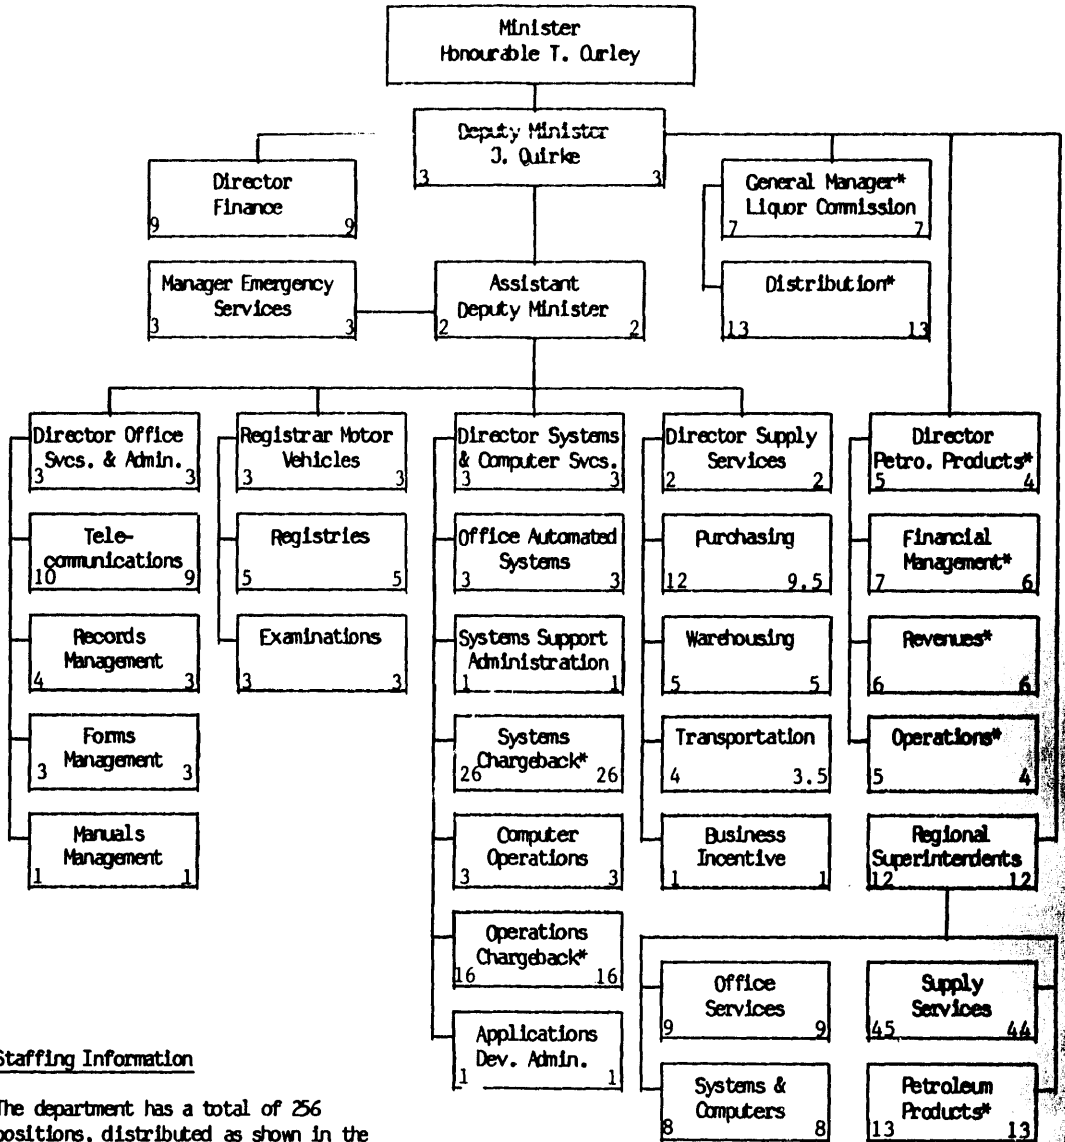 Minister
Honourable T. Curley
Deputy Minister
J. Quirke
3 3
Director
Finance
9 9
General Manager*
Liquor Commission
7 7
Manager Emergency
Services
3 3
Assistant
Deputy Minister
2 2
Distribution*
13 13
Director Office
Svcs. & Admin.
3 3
Registrar Motor
Vehicles
3 3
Director Systems
& Computer Svcs.
3 3
Director Supply
Services
2 2
Director
Petro. Products*
5 4
Tele-
communications
10 9
Registries
5 5
Office Automated
Systems
3 3
Purchasing
12 9.5
Financial
Management*
7 6
Records
Management
4 3
Examinations
3 3
Systems Support
Administration
1 1
Warehousing
5 5
Revenues*
6 6
Forms
Management
3 3
Systems
Chargeback*
26 26
Transportation
4 3.5
Operations*
5 4
Manuals
Management
1 1
Computer
Operations
3 3
Business
Incentive
1 1
Regional
Superintendents
12 12
Operations
Chargeback*
16 16
Office
Services
9 9
Supply
Services
45 44
Applications
Dev. Admin.
1 1
Systems &
Computers
8 8
Petroleum
Products*
13 13
Staffing Information
The department has a total of 256
positions, distributed as shown in the